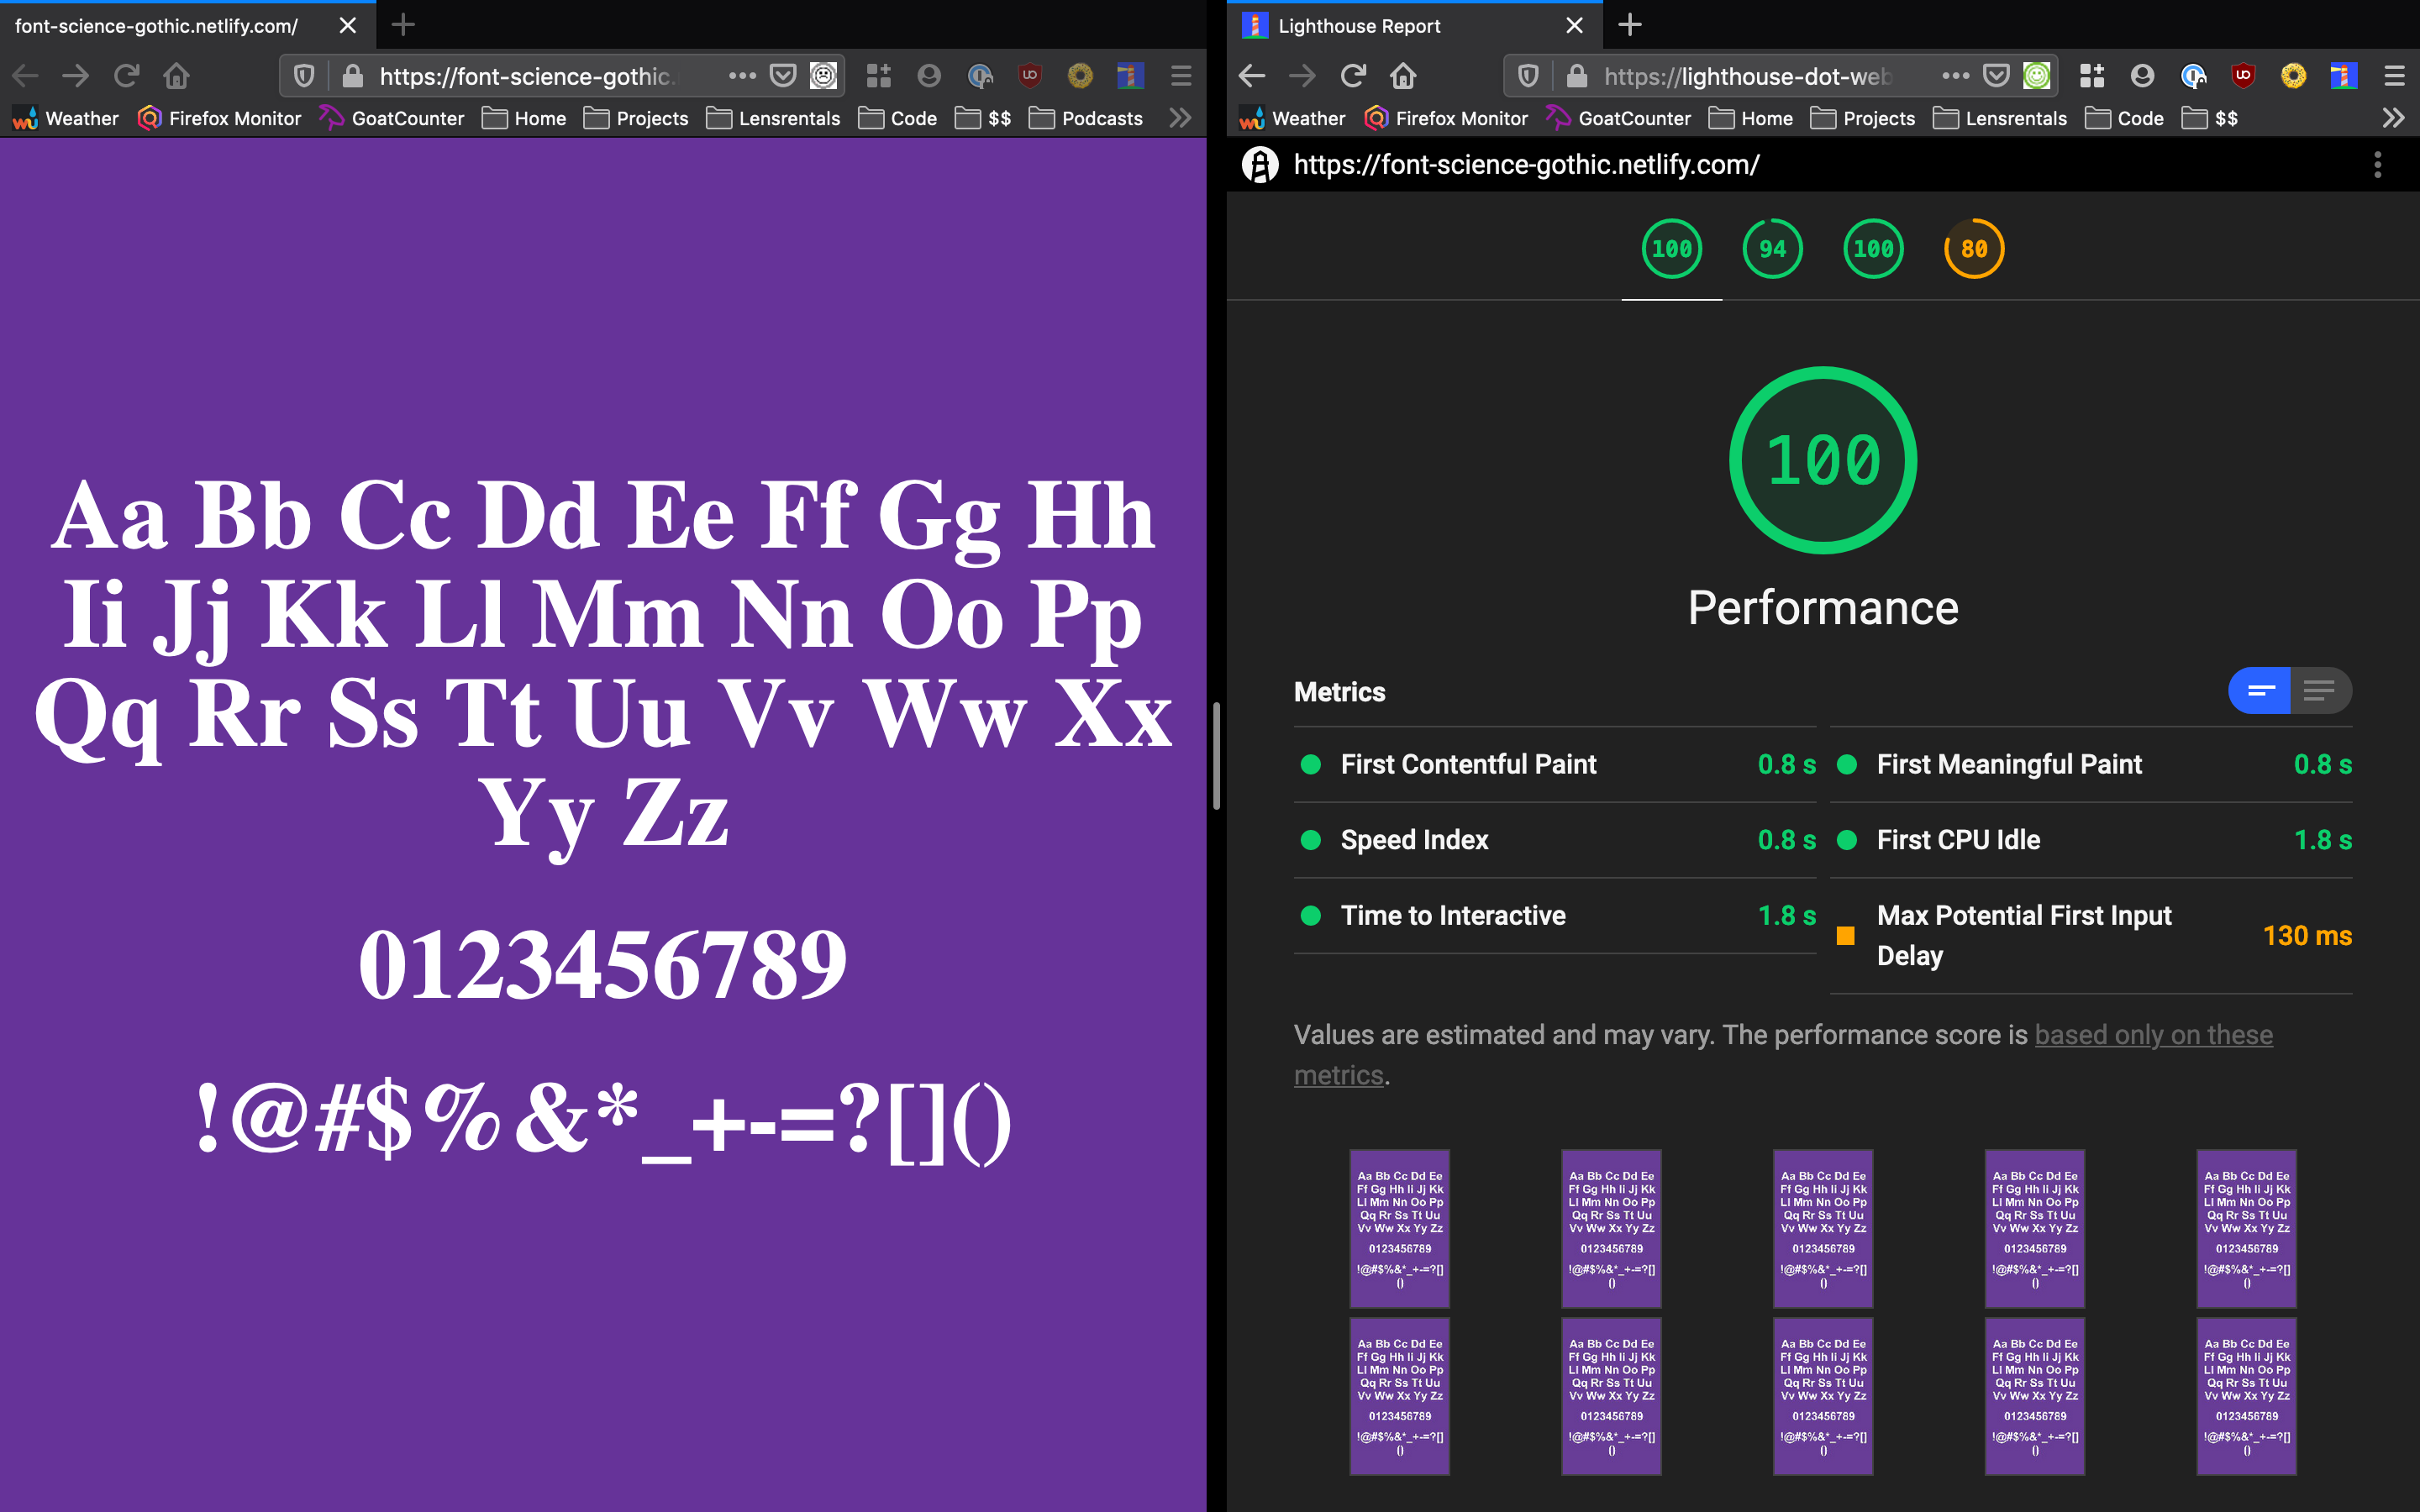 font-science-gothic.netlify.com/
https://font-science-gothic.
Weather Firefox Monitor GoatCounter Home Projects Lensrentals Code $$ Podcasts
Aa Bb Cc Dd Ee Ff Gg Hh
Ii Jj Kk Ll Mm Nn Oo Pp
Qq Rr Ss Tt Uu Vv Ww Xx
Yy Zz
0123456789
!@#$%&*_+-=?[]()
Lighthouse Report
https://lighthouse-dot-web
Weather Firefox Monitor GoatCounter Home Projects Lensrentals Code $$
https://font-science-gothic.netlify.com/
100 94 100 80
100
Performance
Metrics
First Contentful Paint 0.8 s
First Meaningful Paint 0.8 s
Speed Index 0.8 s
First CPU Idle 1.8 s
Time to Interactive 1.8 s
Max Potential First Input
Delay
130 ms
Values are estimated and may vary. The performance score is based only on these
metrics.
Aa Bb Cc Dd Ee Aa Bb Cc Dd Ee Aa Bb Cc Dd Ee Aa Bb Cc Dd Ee Aa Bb Cc Dd Ee
Ff Gg Hh Ii Jj Kk Ff Gg Hh Ii Jj Kk Ff Gg Hh Ii Jj Kk Ff Gg Hh Ii Jj Kk Ff Gg Hh Ii Jj Kk
Ll Mm Nn Oo Pp Ll Mm Nn Oo Pp Ll Mm Nn Oo Pp Ll Mm Nn Oo Pp Ll Mm Nn Oo Pp
Qq Rr Ss Tt Uu Qq Rr Ss Tt Uu Qq Rr Ss Tt Uu Qq Rr Ss Tt Uu Qq Rr Ss Tt Uu
Vv Ww Xx Yy Zz Vv Ww Xx Yy Zz Vv Ww Xx Yy Zz Vv Ww Xx Yy Zz Vv Ww Xx Yy Zz
0123456789 0123456789 0123456789 0123456789 0123456789
!@#$%&*_+-=?[] !@#$%&*_+-=?[] !@#$%&*_+-=?[] !@#$%&*_+-=?[] !@#$%&*_+-=?[]
() () () () ()
Aa Bb Cc Dd Ee Aa Bb Cc Dd Ee Aa Bb Cc Dd Ee Aa Bb Cc Dd Ee Aa Bb Cc Dd Ee
Ff Gg Hh Ii Jj Kk Ff Gg Hh Ii Jj Kk Ff Gg Hh Ii Jj Kk Ff Gg Hh Ii Jj Kk Ff Gg Hh Ii Jj Kk
Ll Mm Nn Oo Pp Ll Mm Nn Oo Pp Ll Mm Nn Oo Pp Ll Mm Nn Oo Pp Ll Mm Nn Oo Pp
Qq Rr Ss Tt Uu Qq Rr Ss Tt Uu Qq Rr Ss Tt Uu Qq Rr Ss Tt Uu Qq Rr Ss Tt Uu
Vv Ww Xx Yy Zz Vv Ww Xx Yy Zz Vv Ww Xx Yy Zz Vv Ww Xx Yy Zz Vv Ww Xx Yy Zz
0123456789 0123456789 0123456789 0123456789 0123456789
!@#$%&*_+-=?[] !@#$%&*_+-=?[] !@#$%&*_+-=?[] !@#$%&*_+-=?[] !@#$%&*_+-=?[]
() () () () ()